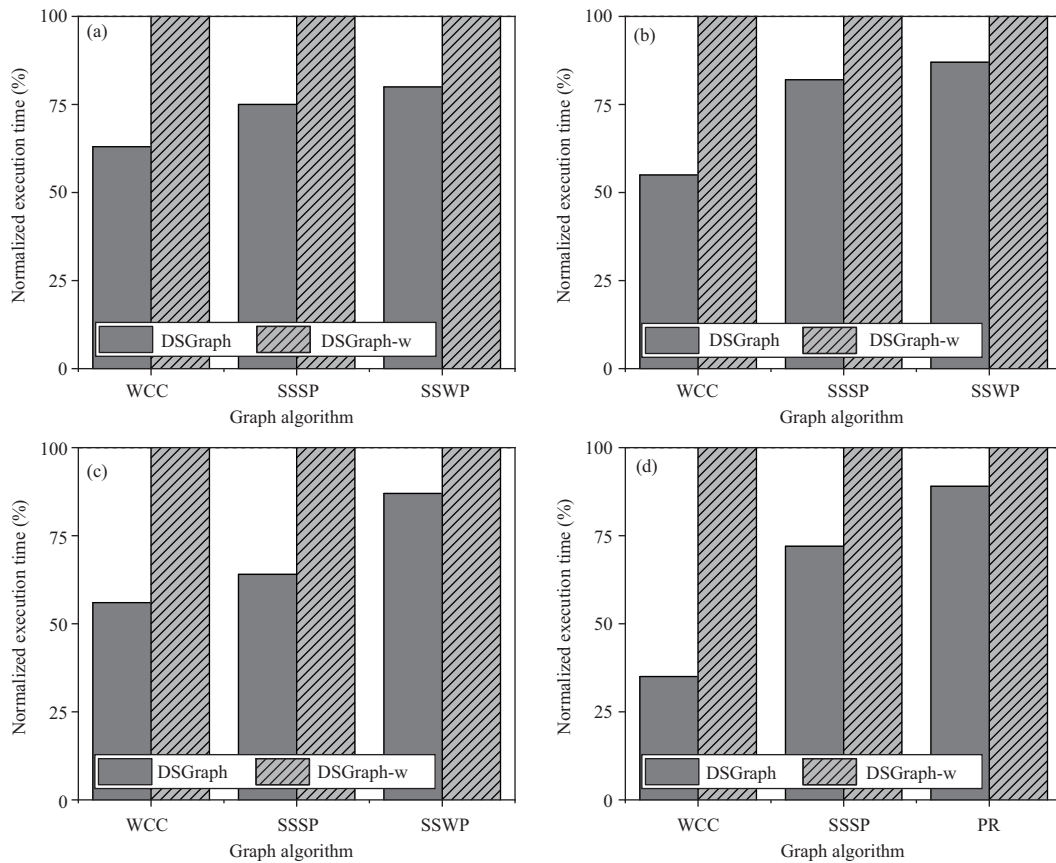 (a)
100
75
50
25
0
Normalized execution time (%)
DSGraph
DSGraph-w
WCC SSSP SSWP
Graph algorithm
(b)
100
75
50
25
0
Normalized execution time (%)
DSGraph
DSGraph-w
WCC SSSP SSWP
Graph algorithm
(c)
100
75
50
25
0
Normalized execution time (%)
DSGraph
DSGraph-w
WCC SSSP SSWP
Graph algorithm
(d)
100
75
50
25
0
Normalized execution time (%)
DSGraph
DSGraph-w
WCC SSSP PR
Graph algorithm